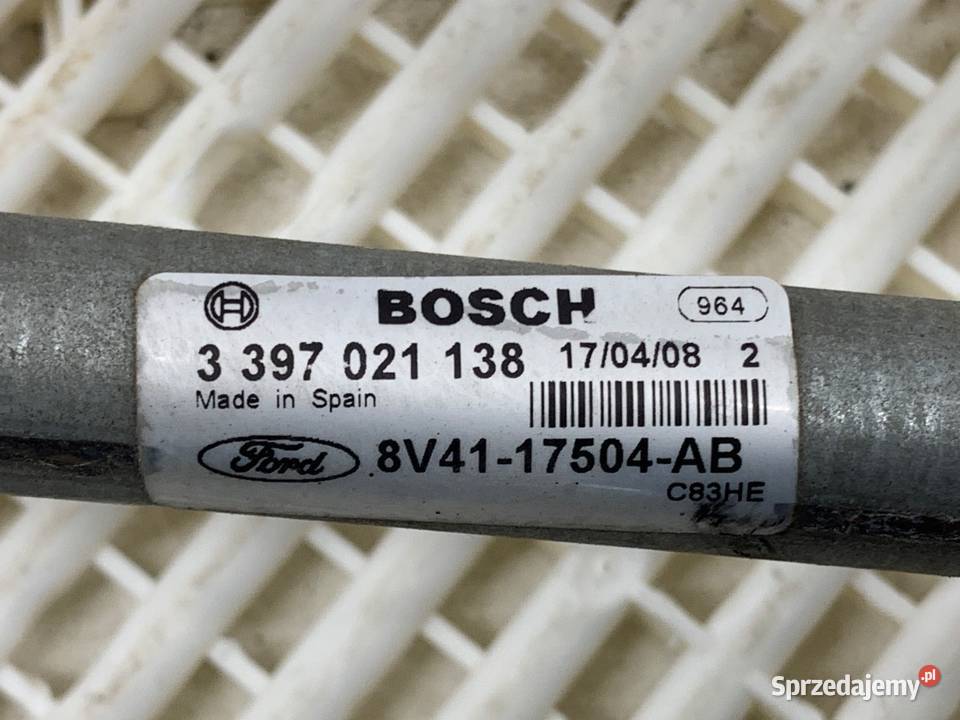 BOSCH 964
3 397 021 138 17/04/08 2
Made in Spain
Ford 8V41-17504-AB
C83HE
Sprzedajemy.pl